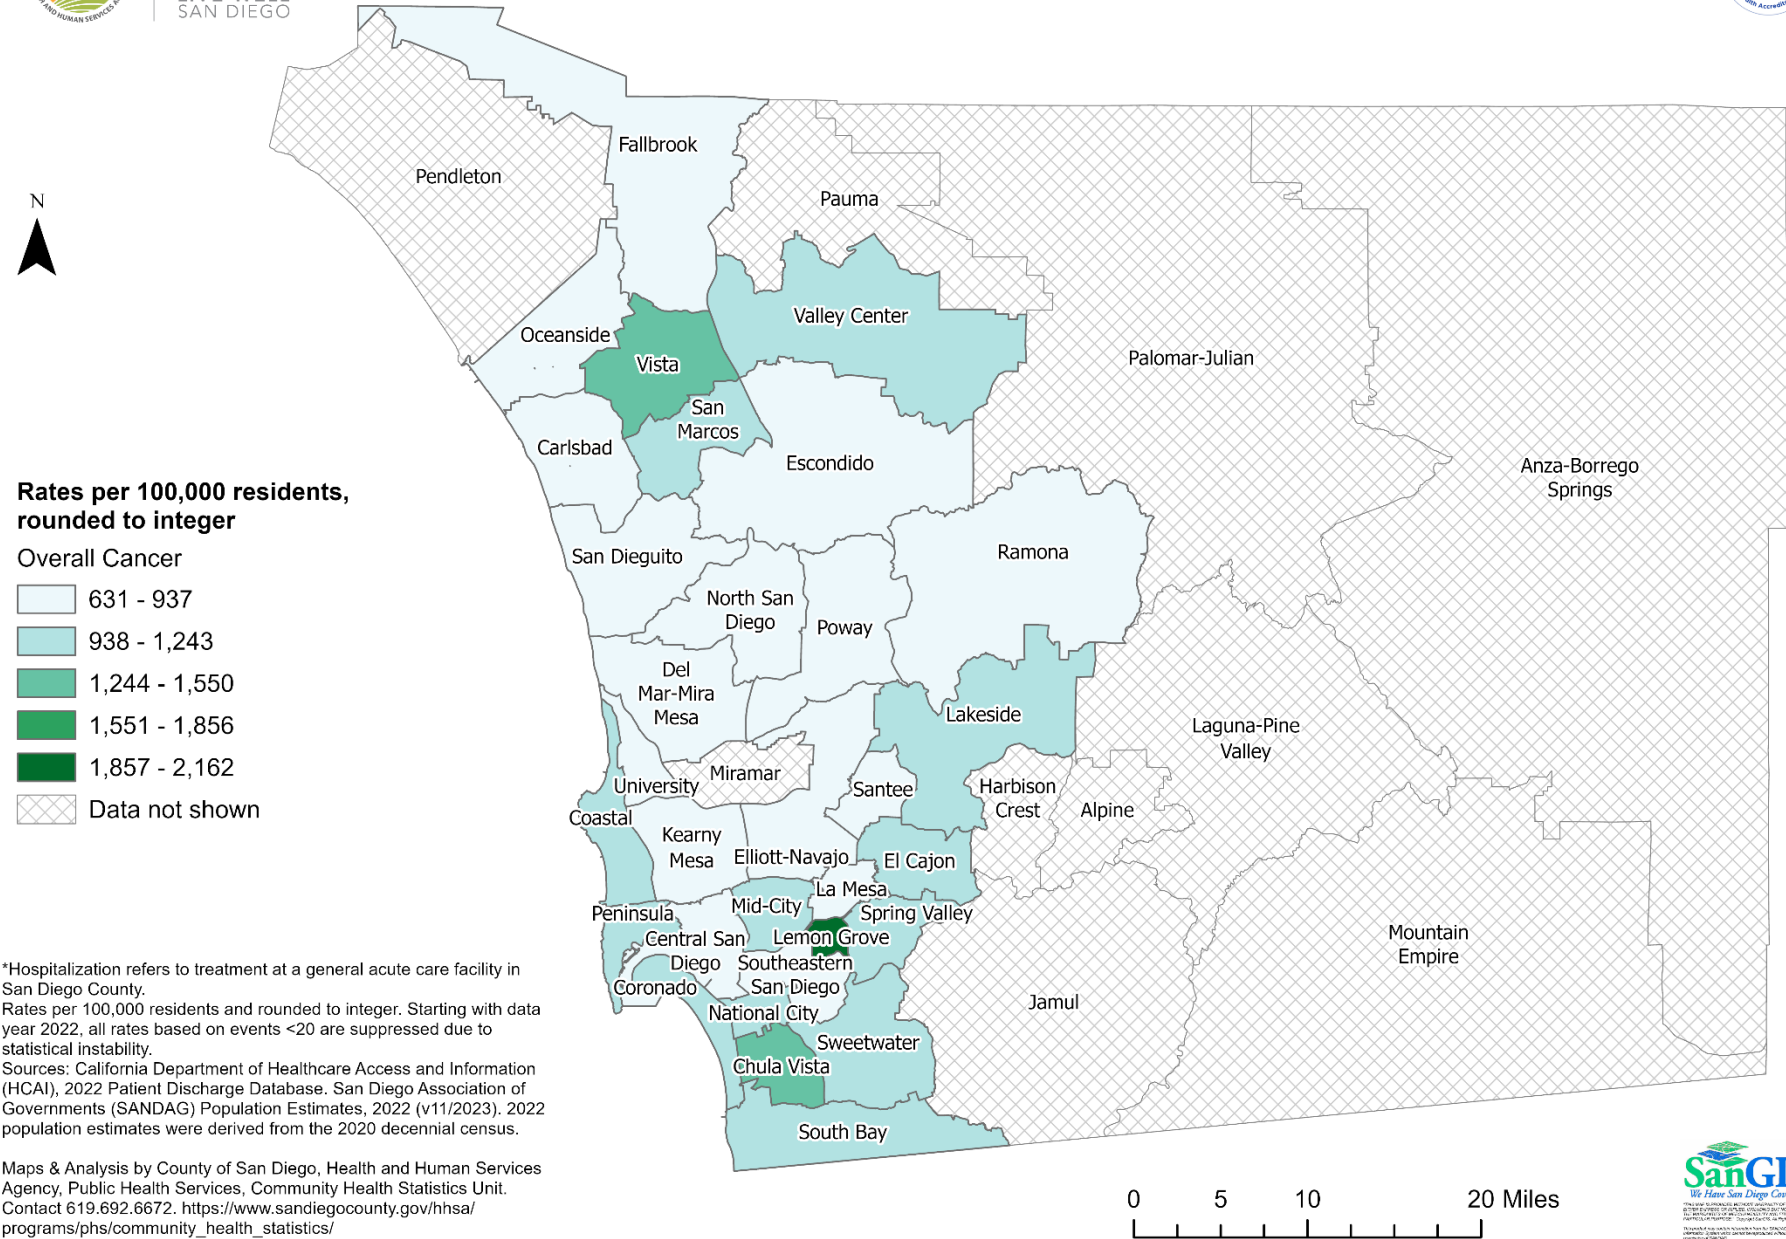 AND HUMAN SERVICES
SAN DIEGO
N
Fallbrook
Pendleton
Pauma
Valley Center
Oceanside
Vista
Palomar-Julian
San
Marcos
Carlsbad
Escondido
Anza-Borrego
Springs
Rates per 100,000 residents,
rounded to integer
Overall Cancer
631 - 937
938 - 1,243
1,244 - 1,550
1,551 - 1,856
1,857 - 2,162
Data not shown
San Dieguito
Ramona
North San
Diego
Poway
Del
Mar-Mira
Mesa
Lakeside
Laguna-Pine
Valley
Miramar
University
Santee
Harbison
Crest
Alpine
Coastal
Kearny
Mesa
Elliott-Navajo
El Cajon
La Mesa
Mid-City
Peninsula
Spring Valley
Central San
Diego
Lemon Grove
Southeastern
San Diego
Coronado
National City
Mountain
Empire
Jamul
Sweetwater
Chula Vista
South Bay
*Hospitalization refers to treatment at a general acute care facility in
San Diego County.
Rates per 100,000 residents and rounded to integer. Starting with data
year 2022, all rates based on events <20 are suppressed due to
statistical instability.
Sources: California Department of Healthcare Access and Information
(HCAI), 2022 Patient Discharge Database. San Diego Association of
Governments (SANDAG) Population Estimates, 2022 (v11/2023). 2022
population estimates were derived from the 2020 decennial census.
Maps & Analysis by County of San Diego, Health and Human Services
Agency, Public Health Services, Community Health Statistics Unit.
Contact 619.692.6672. https://www.sandiegocounty.gov/hhsa/
programs/phs/community_health_statistics/
0 5 10 20 Miles
SanGI
We Have San Diego Cov